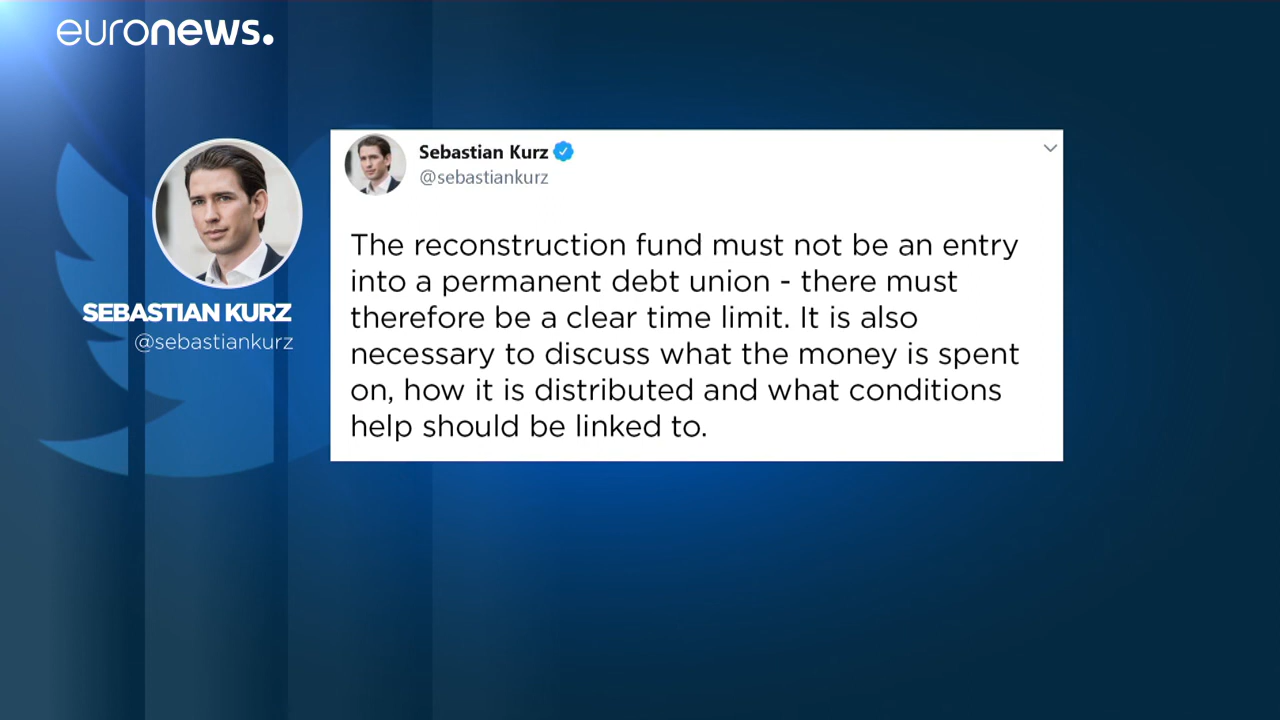 euronews.
SEBASTIAN KURZ
@sebastiankurz
Sebastian Kurz
@sebastiankurz
The reconstruction fund must not be an entry
into a permanent debt union - there must
therefore be a clear time limit. It is also
necessary to discuss what the money is spent
on, how it is distributed and what conditions
help should be linked to.